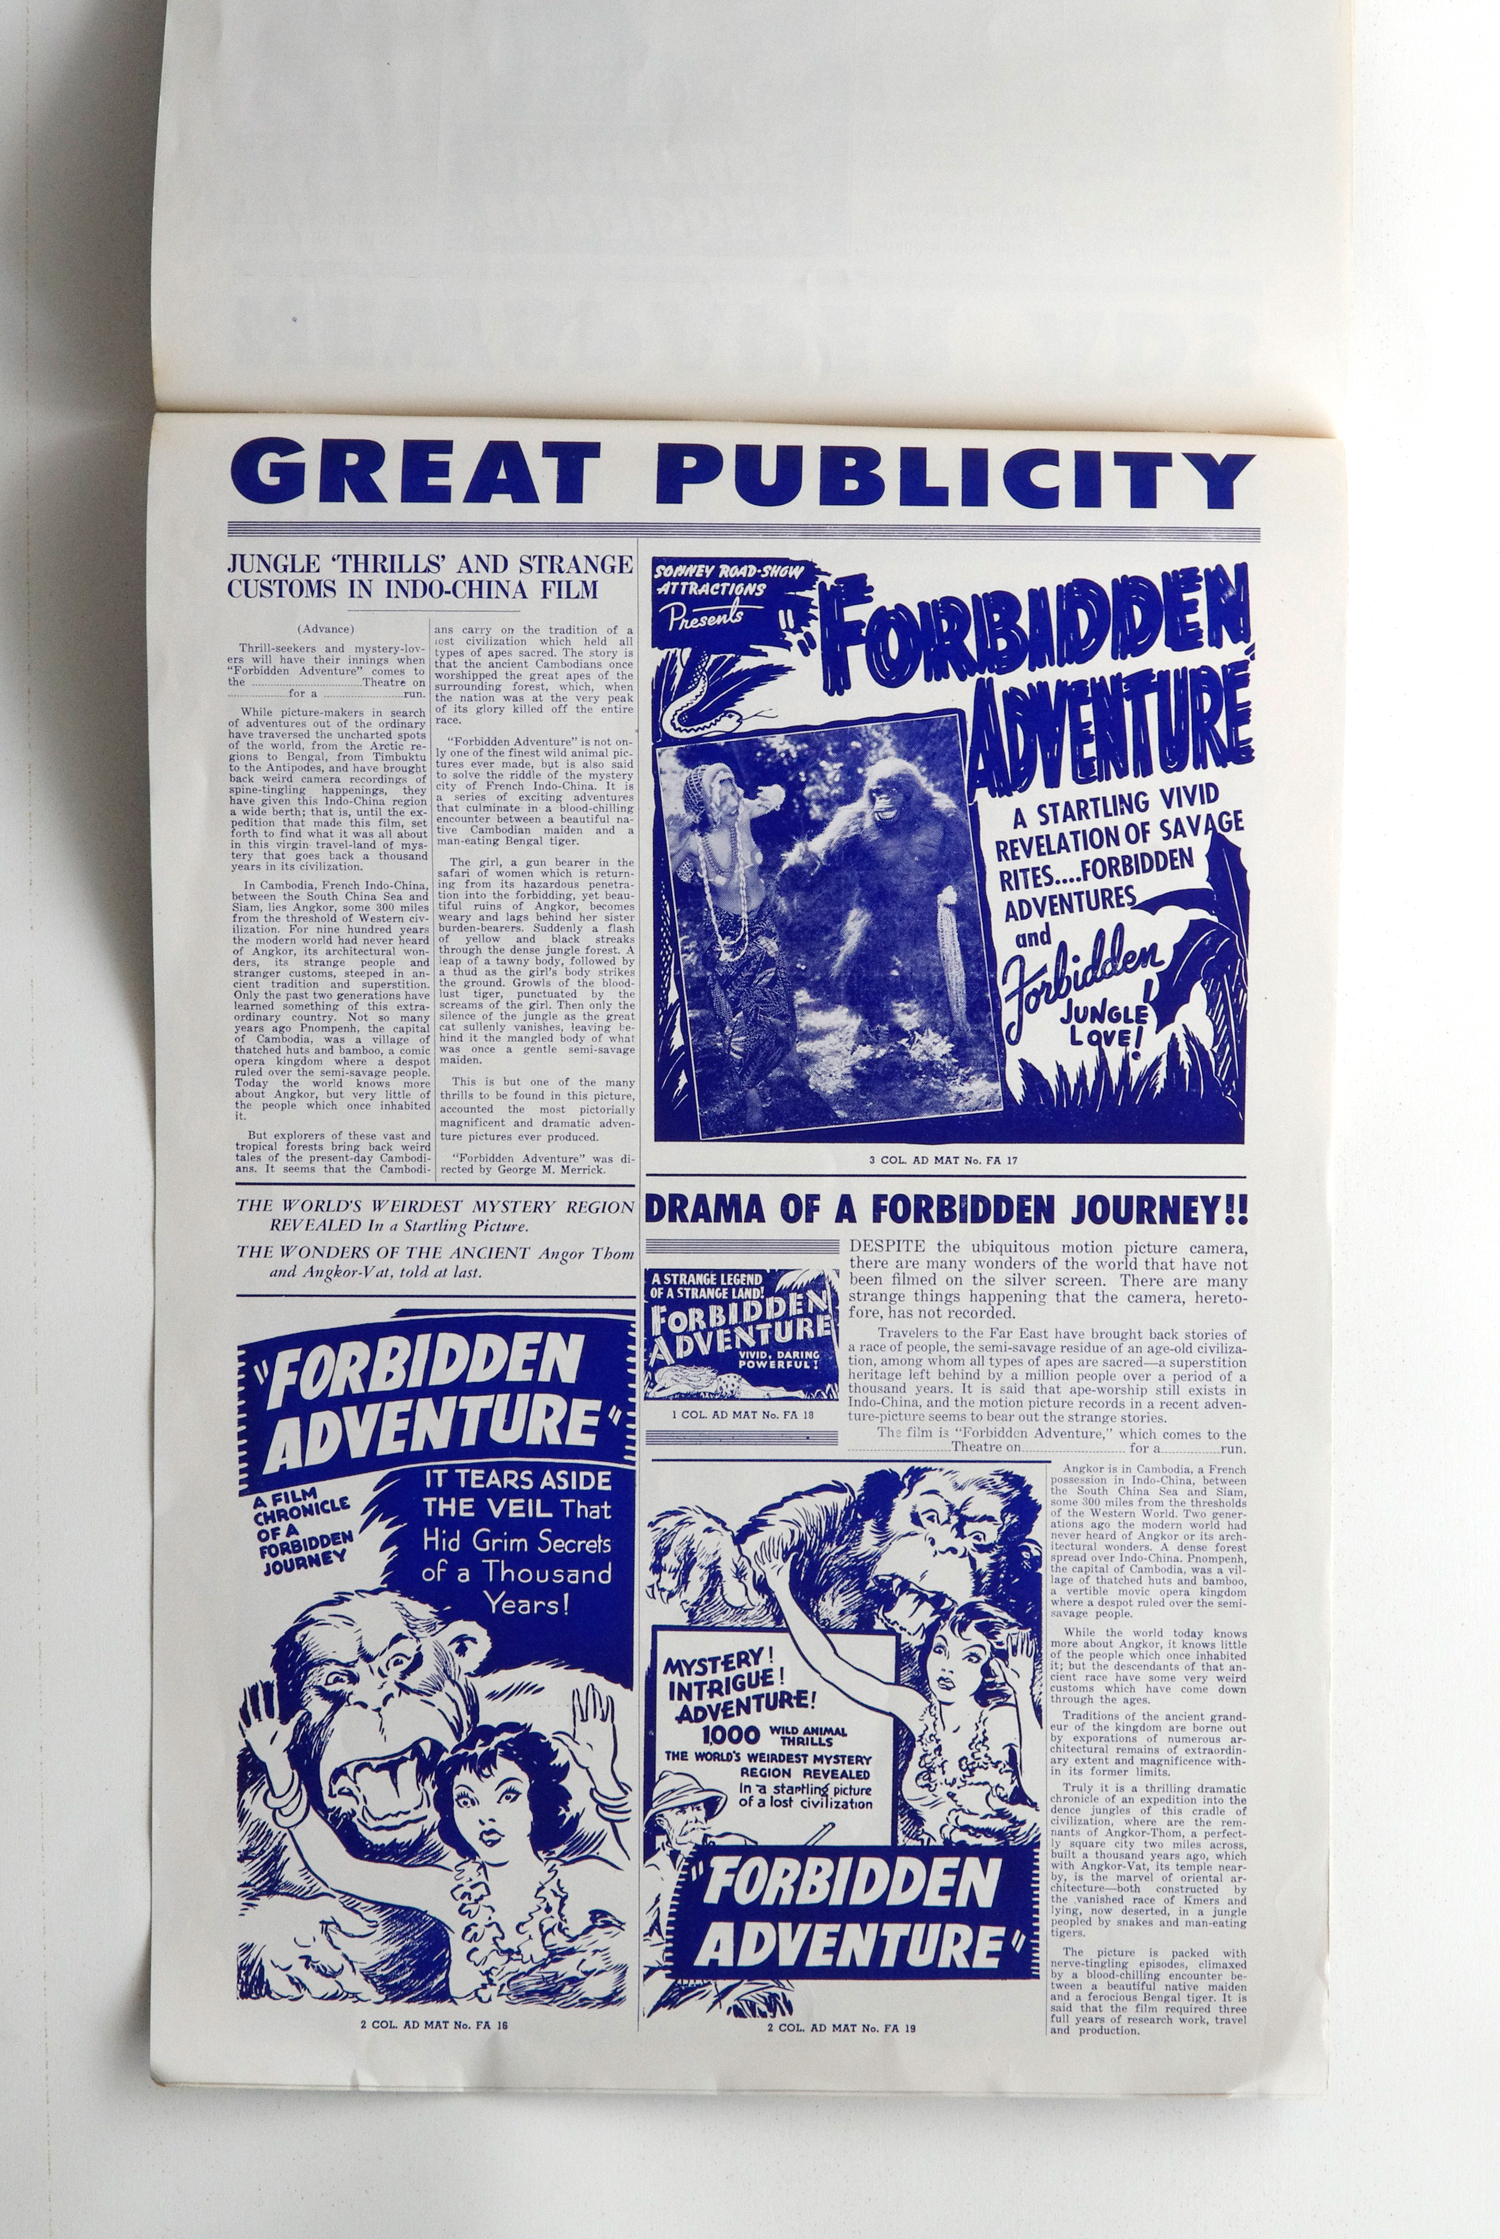 GREAT PUBLICITY
JUNGLE 'THRILLS' AND STRANGE
CUSTOMS IN INDO-CHINA FILM
(Advance)
Thrill-seekers and mystery-lov-
ers will have their innings when
"Forbidden Adventure" comes to
the ........................Theatre on
.............for a .................run.
While picture-makers in search
of adventures out of the ordinary
have traversed the uncharted spots
of the world, from the Arctic re-
gions to Bengal, from Timbuktu
to the Antipodes, and have brought
back weird camera recordings of
spine-tingling happenings, they
have given this Indo-China region
a wide berth; that is, until the ex-
pedition that made this film, set
forth to find what it was all about
in this virgin travel-land of mys-
tery that goes back a thousand
years in its civilization.
In Cambodia, French Indo-China,
between the South China Sea and
Siam, lies Angkor, some 300 miles
from the threshold of Western civ-
ilization. For nine hundred years
the modern world had never heard
of Angkor, its architectural won-
ders, its strange people and
stranger customs, steeped in an-
cient tradition and superstition.
Only the past two generations have
learned something of this extra-
ordinary country. Not so many
years ago Pnompenh, the capital
of Cambodia, was a village of
thatched huts and bamboo, a comic
opera kingdom where a despot
ruled over the semi-savage people.
Today the world knows more
about Angkor, but very little of
the people which once inhabited
it.
But explorers of these vast and
tropical forests bring back weird
tales of the present-day Cambodi-
ans. It seems that the Cambodi-
ans carry on the tradition of a
lost civilization which held all
types of apes sacred. The story is
that the ancient Cambodians once
worshipped the great apes of the
surrounding forest, which, when
the nation was at the very peak
of its glory killed off the entire
race.
"Forbidden Adventure" is not on-
ly one of the finest wild animal pic-
tures ever made, but is also said
to solve the riddle of the mystery
city of French Indo-China. It is
a series of exciting adventures
that culminate in a blood-chilling
encounter between a beautiful na-
tive Cambodian maiden and a
man-eating Bengal tiger.
The girl, a gun bearer in the
safari of women which is return-
ing from its hazardous penetra-
tion into the forbidding, yet beau-
tiful ruins of Angkor, becomes
weary and lags behind her sister
burden-bearers. Suddenly a flash
of yellow and black streaks
through the dense jungle forest. A
leap of a tawny body, followed by
a thud as the girl's body strikes
the ground. Growls of the blood-
lust tiger, punctuated by the
screams of the girl. Then only the
silence of the jungle as the great
cat sullenly vanishes, leaving be-
hind it the mangled body of what
was once a gentle semi-savage
maiden.
This is but one of the many
thrills to be found in this picture,
accounted the most pictorially
magnificent and dramatic adven-
ture pictures ever produced.
"Forbidden Adventure" was di-
rected by George M. Merrick.
THE WORLD'S WEIRDEST MYSTERY REGION
REVEALED In a Startling Picture.
THE WONDERS OF THE ANCIENT Angor Thom
and Angkor-Vat, told at last.
"FORBIDDEN
ADVENTURE"
A FILM
CHRONICLE
OF A
FORBIDDEN
JOURNEY
IT TEARS ASIDE
THE VEIL That
Hid Grim Secrets
of a Thousand
Years!
2 COL. AD MAT No. FA 16
SONNEY ROAD-SHOW
ATTRACTIONS
Presents
"FORBIDDEN
ADVENTURE"
A STARTLING VIVID
REVELATION OF SAVAGE
RITES....FORBIDDEN
ADVENTURES
and
Forbidden
JUNGLE
LOVE!
3 COL. AD MAT No. FA 17
DRAMA OF A FORBIDDEN JOURNEY!!
A STRANGE LEGEND
OF A STRANGE LAND!
FORBIDDEN
ADVENTURE
VIVID, DARING
POWERFUL!
1 COL. AD MAT No. FA 18
DESPITE the ubiquitous motion picture camera,
there are many wonders of the world that have not
been filmed on the silver screen. There are many
strange things happening that the camera, hereto-
fore, has not recorded.
Travelers to the Far East have brought back stories of
a race of people, the semi-savage residue of an age-old civiliza-
tion, among whom all types of apes are sacred—a superstition
heritage left behind by a million people over a period of a
thousand years. It is said that ape-worship still exists in
Indo-China, and the motion picture records in a recent adven-
ture-picture seems to bear out the strange stories.
The film is "Forbidden Adventure," which comes to the
........................Theatre on........................ for a..............run.
MYSTERY!
INTRIGUE!
ADVENTURE!
1,000 WILD ANIMAL
THRILLS
THE WORLD'S WEIRDEST MYSTERY
REGION REVEALED
In a startling picture
of a lost civilization
"FORBIDDEN
ADVENTURE"
2 COL. AD MAT No. FA 19
Angkor is in Cambodia, a French
possession in Indo-China, between
the South China Sea and Siam,
some 300 miles from the thresholds
of the Western World. Two gener-
ations ago the modern world had
never heard of Angkor or its arch-
itectural wonders. A dense forest
spread over Indo-China. Pnompenh,
the capital of Cambodia, was a vil-
lage of thatched huts and bamboo,
a vertible movic opera kingdom
where a despot ruled over the semi-
savage people.
While the world today knows
more about Angkor, it knows little
of the people which once inhabited
it; but the descendants of that an-
cient race have some very weird
customs which have come down
through the ages.
Traditions of the ancient grand-
eur of the kingdom are borne out
by exporations of numerous ar-
chitectural remains of extraordin-
ary extent and magnificence with-
in its former limits.
Truly it is a thrilling dramatic
chronicle of an expedition into the
dence jungles of this cradle of
civilization, where are the rem-
nants of Angkor-Thom, a perfect-
ly square city two miles across,
built a thousand years ago, which
with Angkor-Vat, its temple near-
by, is the marvel of oriental ar-
chitecture—both constructed by
the vanished race of Kmers and
lying, now deserted, in a jungle
peopled by snakes and man-eating
tigers.
The picture is packed with
nerve-tingling episodes, climaxed
by a blood-chilling encounter be-
tween a beautiful native maiden
and a ferocious Bengal tiger. It is
said that the film required three
full years of research work, travel
and production.